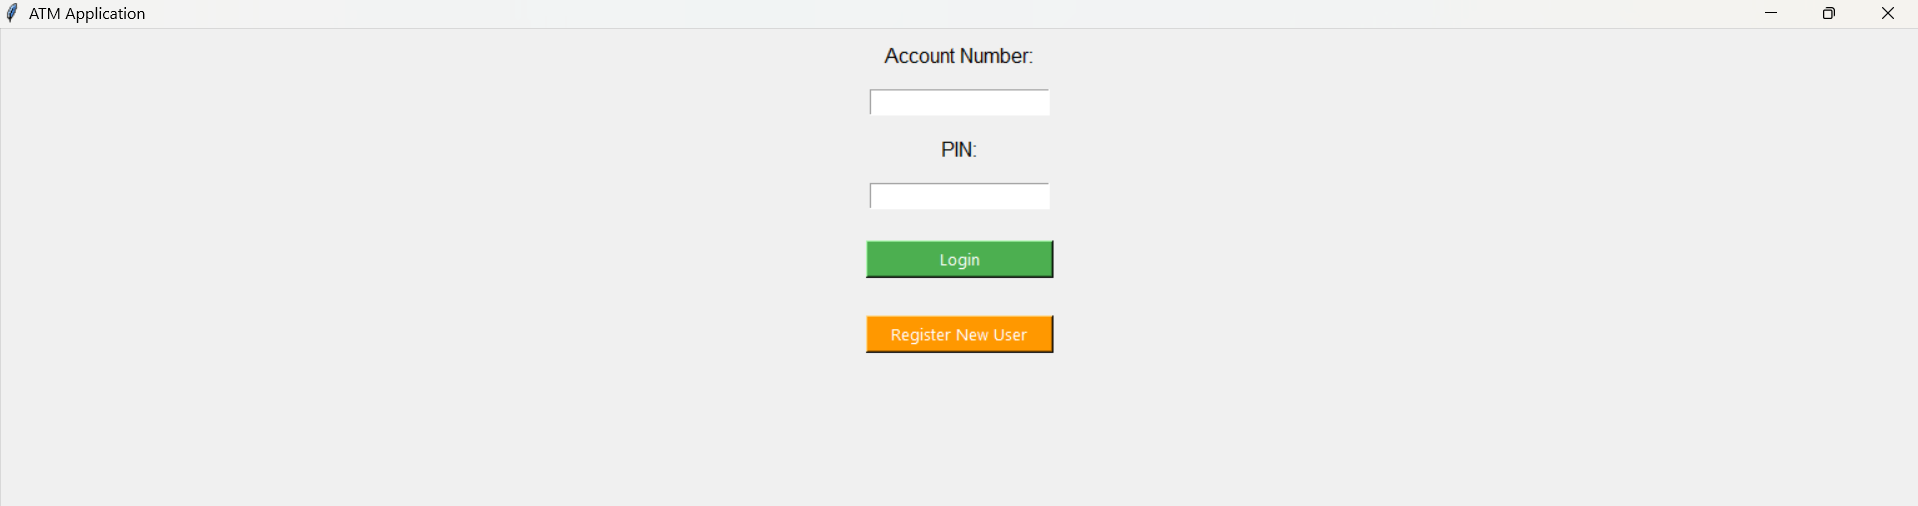 ATM Application
Account Number:
PIN:
Login
Register New User